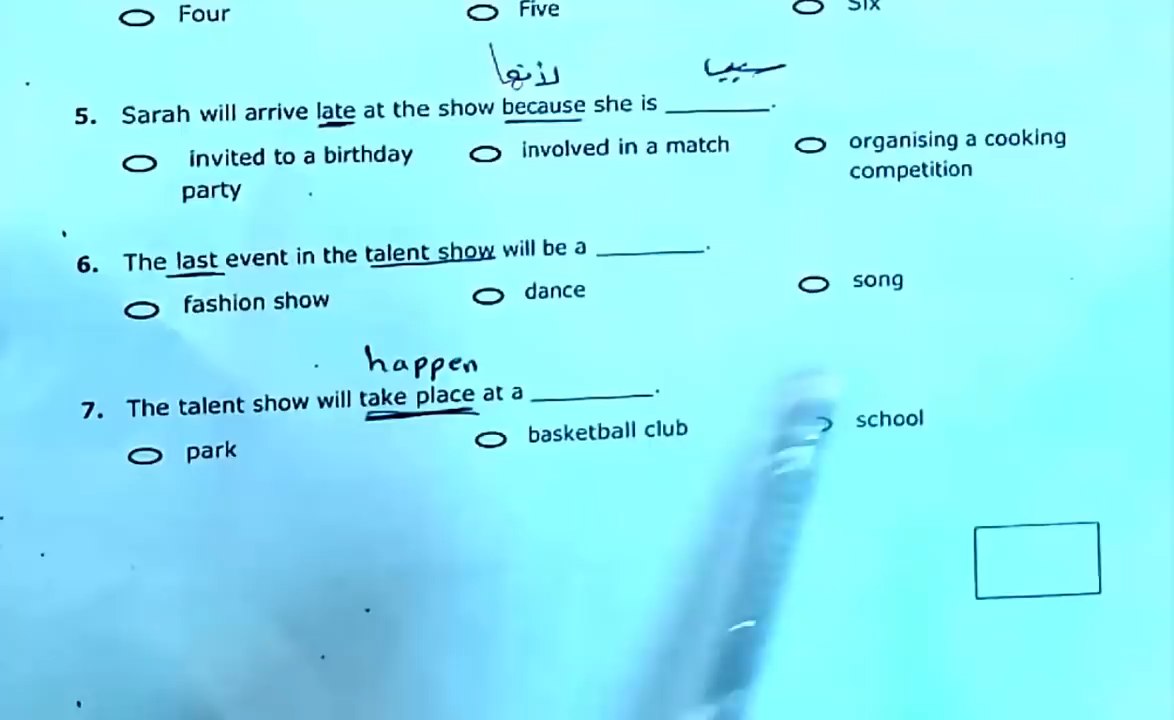 Four Five Six
لأنها سبب
5. Sarah will arrive late at the show because she is ________.
invited to a birthday party involved in a match organising a cooking competition
6. The last event in the talent show will be a ________.
fashion show dance song
happen
7. The talent show will take place at a ________.
park basketball club school